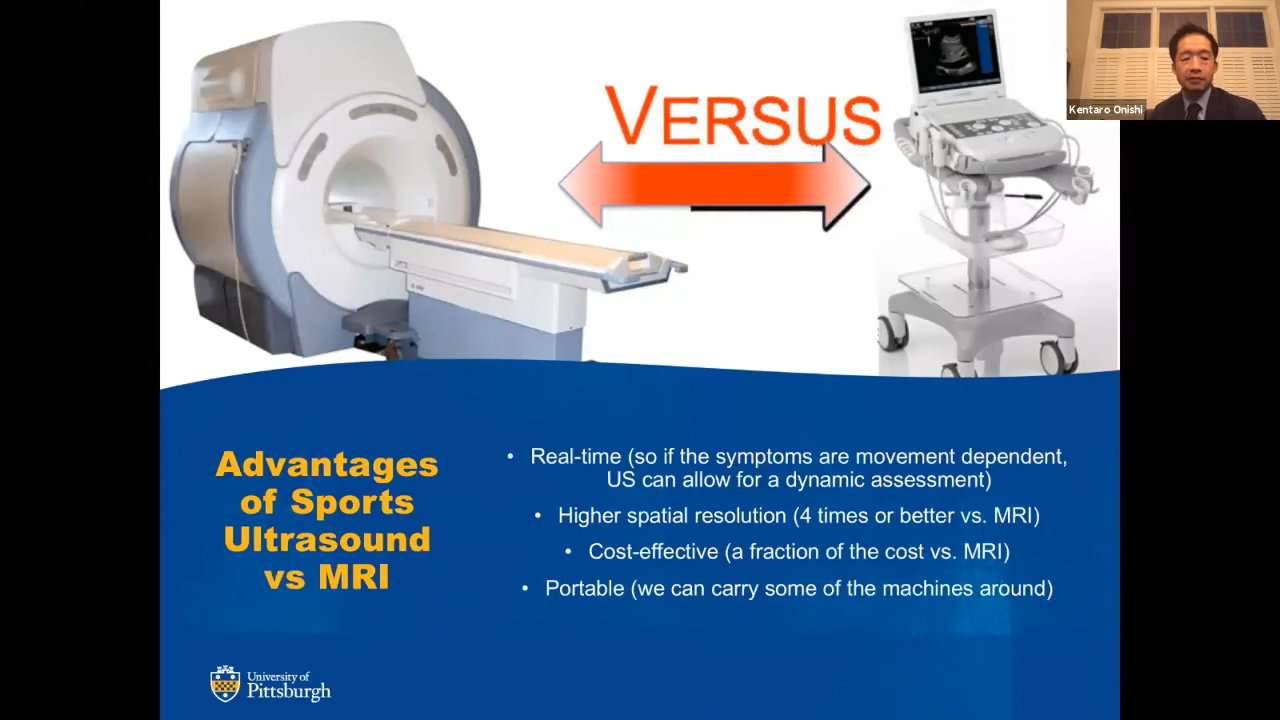 VERSUS
Kentaro Onishi
Advantages
of Sports
Ultrasound
vs MRI
• Real-time (so if the symptoms are movement dependent,
US can allow for a dynamic assessment)
• Higher spatial resolution (4 times or better vs. MRI)
• Cost-effective (a fraction of the cost vs. MRI)
• Portable (we can carry some of the machines around)
University of
Pittsburgh